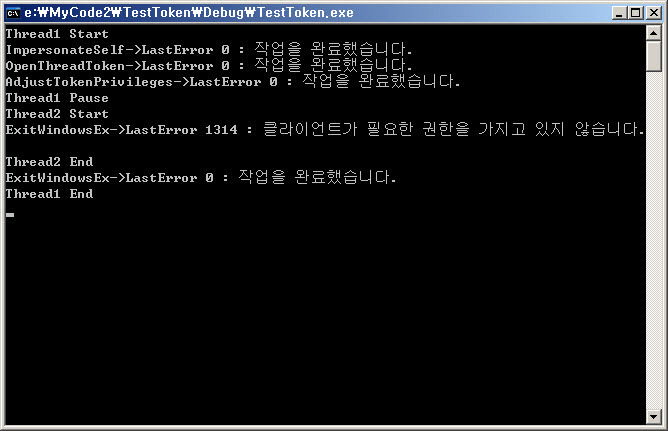 e:₩MyCode2₩TestToken₩Debug₩TestToken.exe
Thread1 Start
ImpersonateSelf->LastError 0 : 작업을 완료했습니다.
OpenThreadToken->LastError 0 : 작업을 완료했습니다.
AdjustTokenPrivileges->LastError 0 : 작업을 완료했습니다.
Thread1 Pause
Thread2 Start
ExitWindowsEx->LastError 1314 : 클라이언트가 필요한 권한을 가지고 있지 않습니다.
Thread2 End
ExitWindowsEx->LastError 0 : 작업을 완료했습니다.
Thread1 End